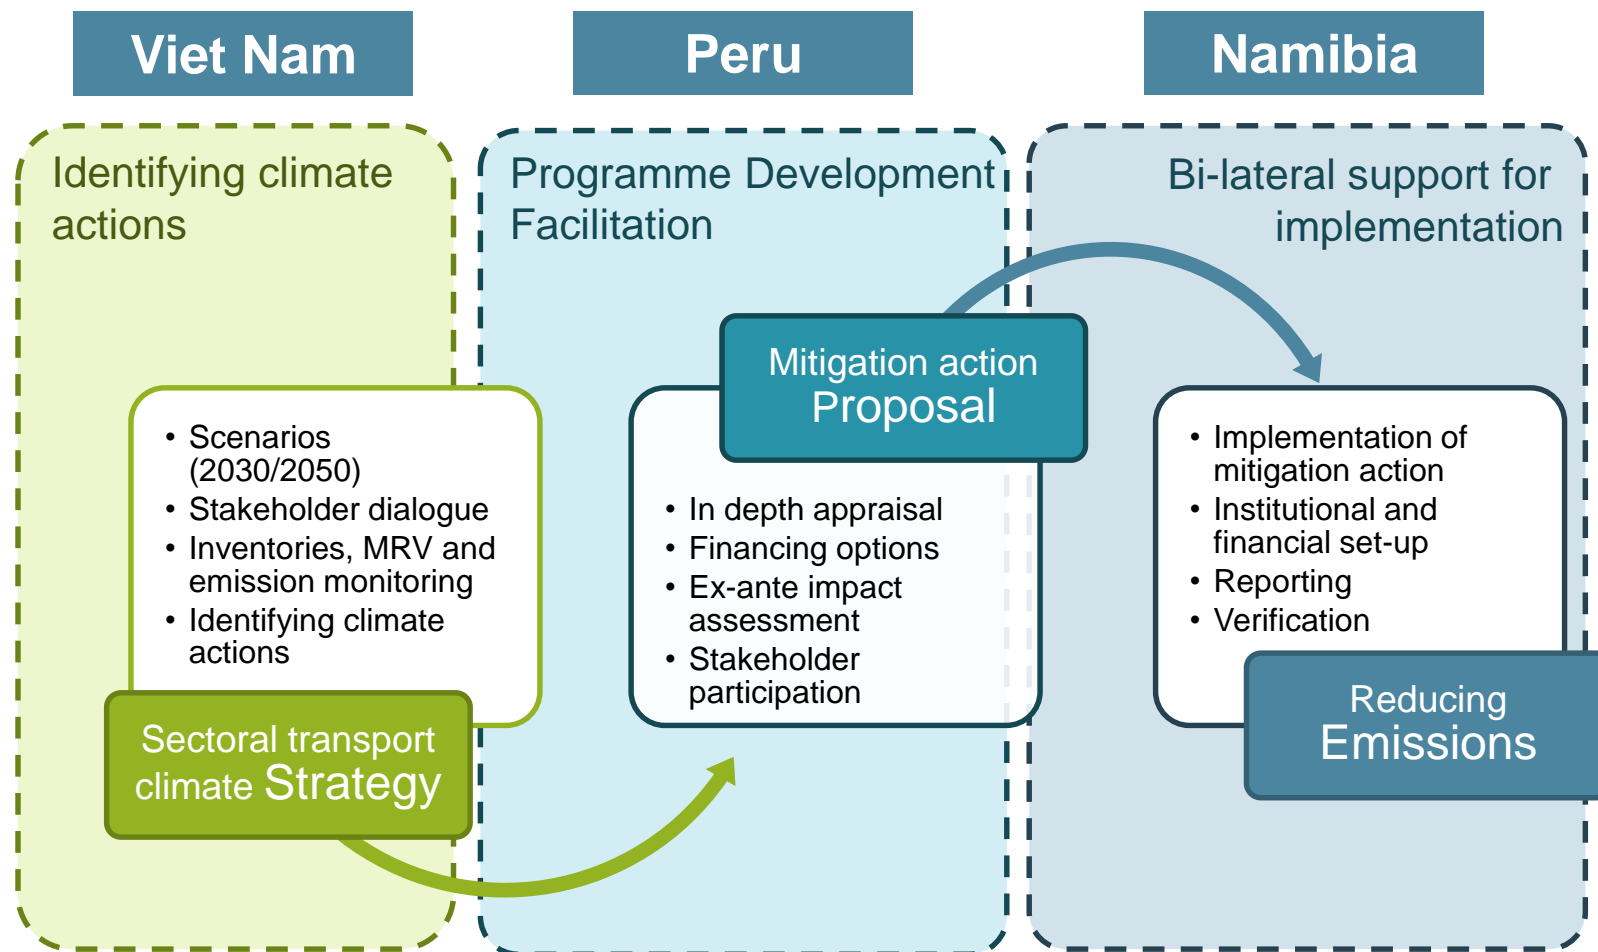 Viet Nam
Identifying climate
actions
• Scenarios
(2030/2050)
• Stakeholder dialogue
• Inventories, MRV and
emission monitoring
• Identifying climate
actions
Sectoral transport
climate Strategy
Peru
Programme Development
Facilitation
Mitigation action
Proposal
• In depth appraisal
• Financing options
• Ex-ante impact
assessment
• Stakeholder
participation
Namibia
Bi-lateral support for
implementation
• Implementation of
mitigation action
• Institutional and
financial set-up
• Reporting
• Verification
Reducing
Emissions